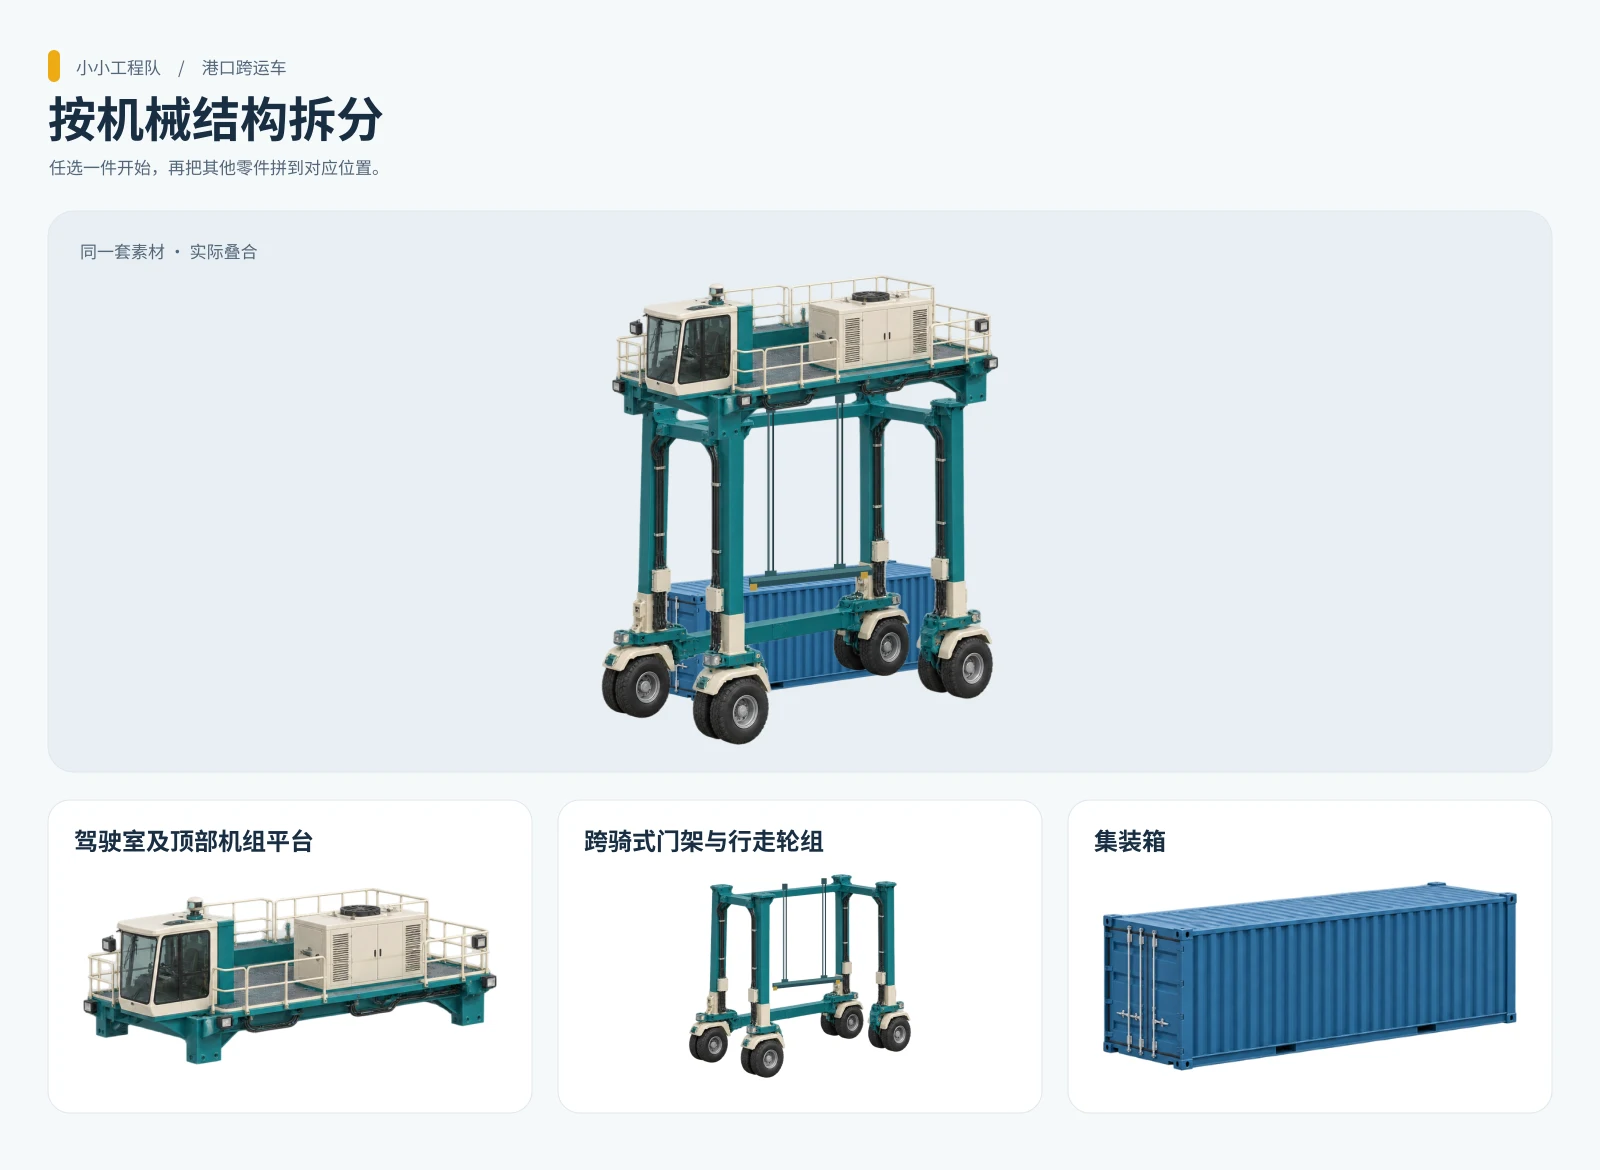 小小工程队 / 港口跨运车
按机械结构拆分
任选一件开始，再把其他零件拼到对应位置。
同一套素材 · 实际叠合
驾驶室及顶部机组平台
跨骑式门架与行走轮组
集装箱